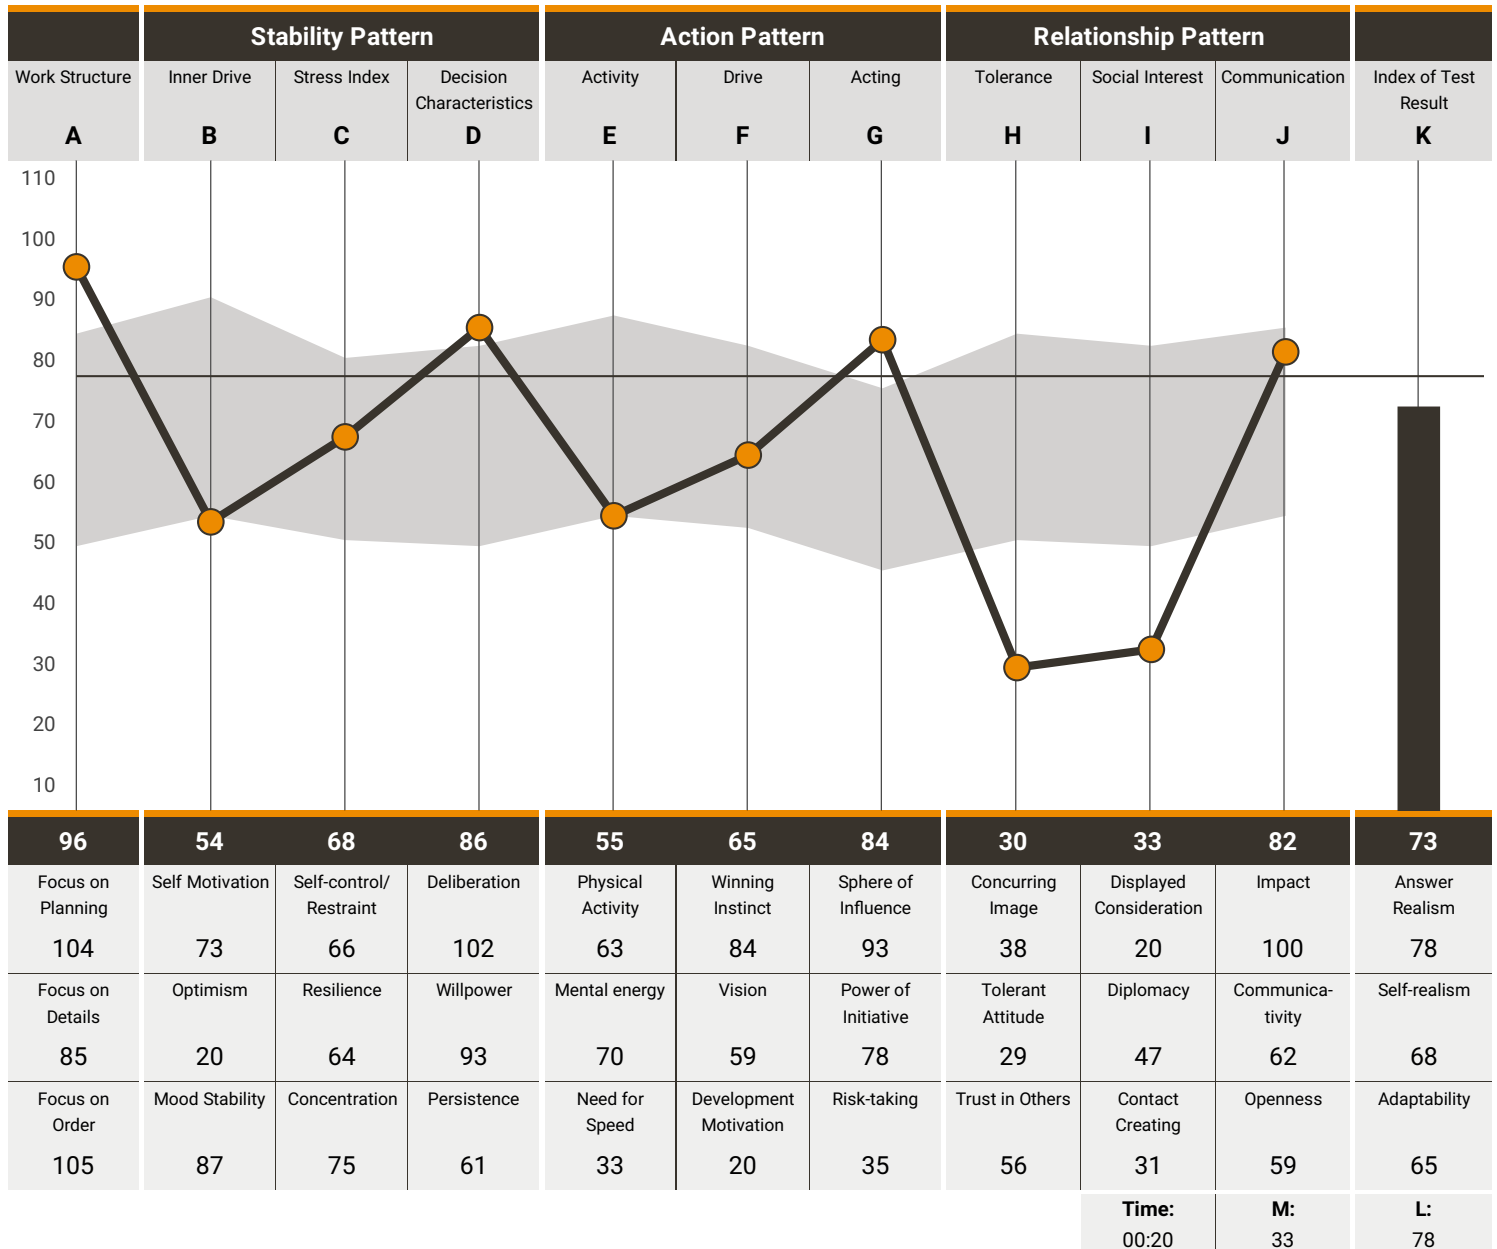 Stability Pattern Action Pattern Relationship Pattern
Work Structure Inner Drive Stress Index Decision Activity Drive Acting Tolerance Social Interest Communication Index of Test
Characteristics Result
A B C D E F G H I J K
110
100
90
80
70
60
50
40
30
20
10
96 54 68 86 55 65 84 30 33 82 73
Focus on Self Motivation Self-control/ Deliberation Physical Winning Sphere of Concurring Displayed Impact Answer
Planning Restraint Activity Instinct Influence Image Consideration Realism
104 73 66 102 63 84 93 38 20 100 78
Focus on Optimism Resilience Willpower Mental energy Vision Power of Tolerant Diplomacy Communica- Self-realism
Details Initiative Attitude tivity
85 20 64 93 70 59 78 29 47 62 68
Focus on Mood Stability Concentration Persistence Need for Development Risk-taking Trust in Others Contact Openness Adaptability
Order Speed Motivation Creating
105 87 75 61 33 20 35 56 31 59 65
Time: M: L:
00:20 33 78